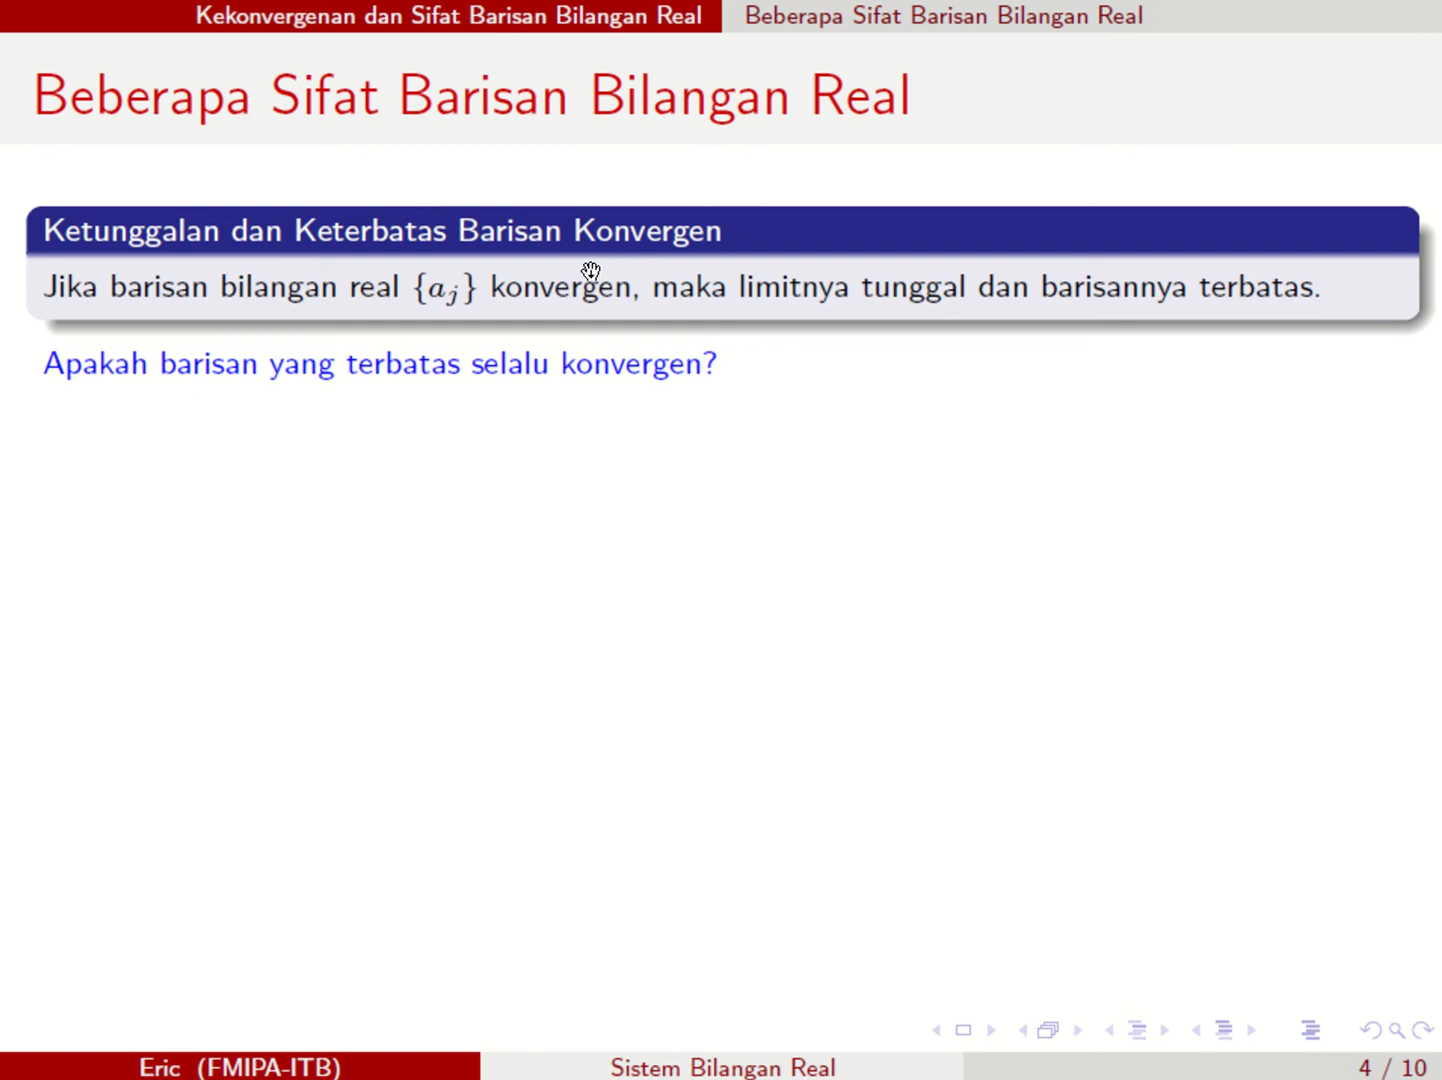 Kekonvergenan dan Sifat Barisan Bilangan Real
Beberapa Sifat Barisan Bilangan Real
Beberapa Sifat Barisan Bilangan Real
Ketunggalan dan Keterbatas Barisan Konvergen
Jika barisan bilangan real {a_j} konvergen, maka limitnya tunggal dan barisannya terbatas.
Apakah barisan yang terbatas selalu konvergen?
Eric (FMIPA-ITB)
Sistem Bilangan Real
4 / 10